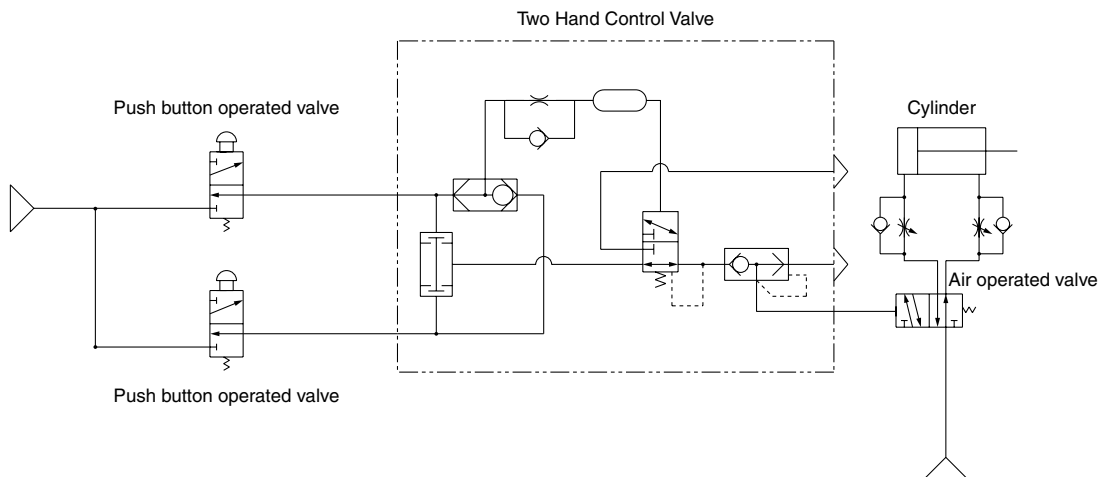 Two Hand Control Valve
Push button operated valve
Cylinder
Air operated valve
Push button operated valve